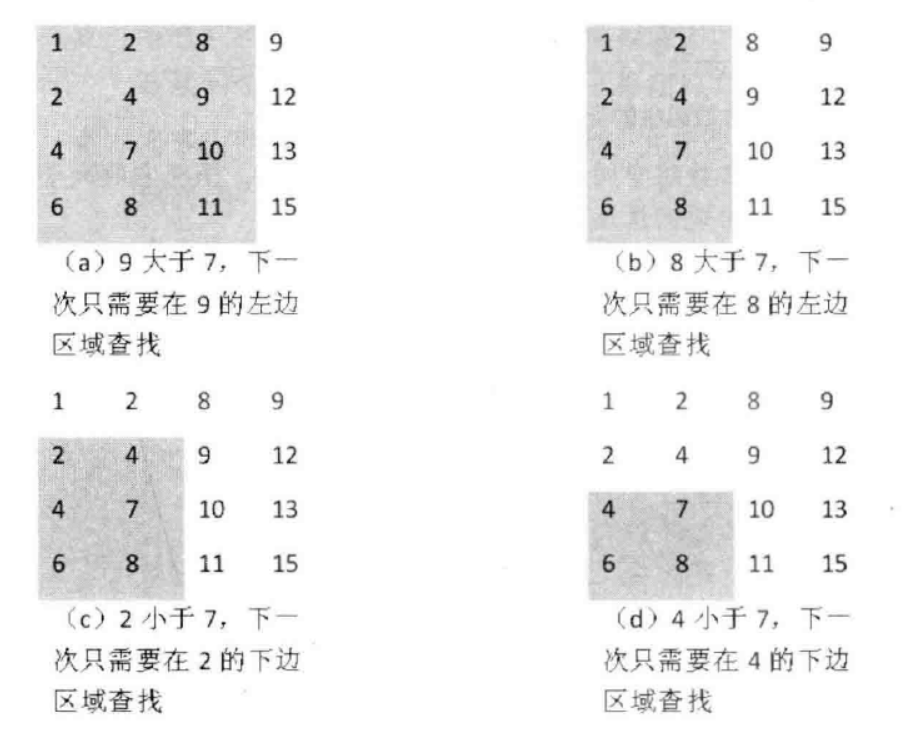 1 2 8 9
2 4 9 12
4 7 10 13
6 8 11 15
（a）9 大于 7，下一
次只需要在 9 的左边
区域查找
1 2 8 9
2 4 9 12
4 7 10 13
6 8 11 15
（b）8 大于 7，下一
次只需要在 8 的左边
区域查找
1 2 8 9
2 4 9 12
4 7 10 13
6 8 11 15
（c）2 小于 7，下一
次只需要在 2 的下边
区域查找
1 2 8 9
2 4 9 12
4 7 10 13
6 8 11 15
（d）4 小于 7，下一
次只需要在 4 的下边
区域查找